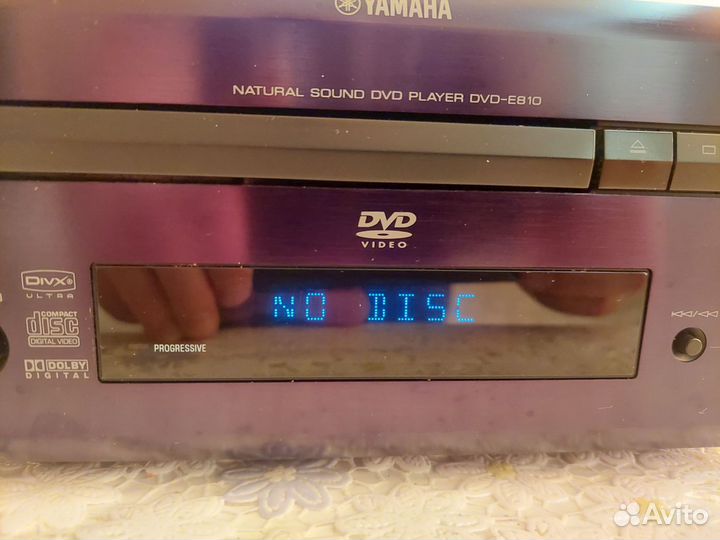 YAMAHA
NATURAL SOUND DVD PLAYER DVD-E810
DVD
VIDEO
DIVX
ULTRA
COMPACT
disc
DIGITAL VIDEO
DOLBY
DIGITAL
NO DISC
PROGRESSIVE
Avito